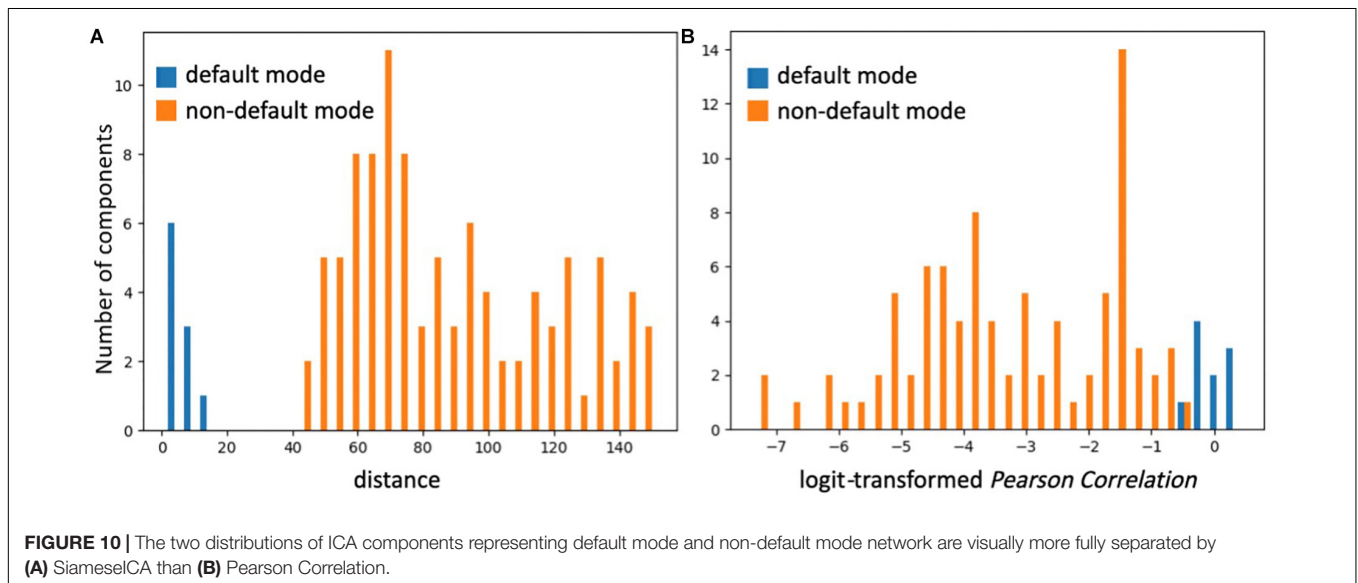 A
default mode
non-default mode
Number of components
10
8
6
4
2
0
0 20 40 60 80 100 120 140
distance
B
default mode
non-default mode
14
12
10
8
6
4
2
0
−7 −6 −5 −4 −3 −2 −1 0
logit-transformed Pearson Correlation
FIGURE 10 | The two distributions of ICA components representing default mode and non-default mode network are visually more fully separated by
(A) SiameseICA than (B) Pearson Correlation.